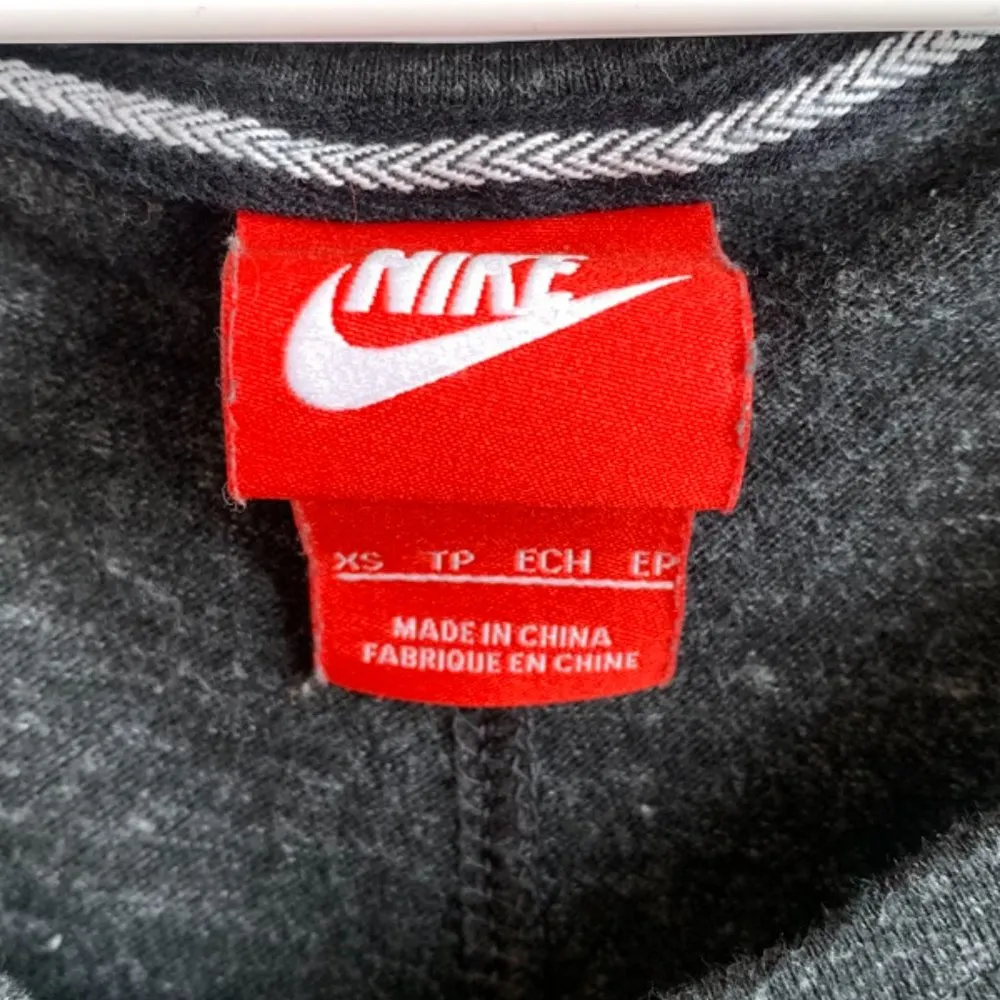 NIKE
XS TP ECH EP
MADE IN CHINA
FABRIQUE EN CHINE